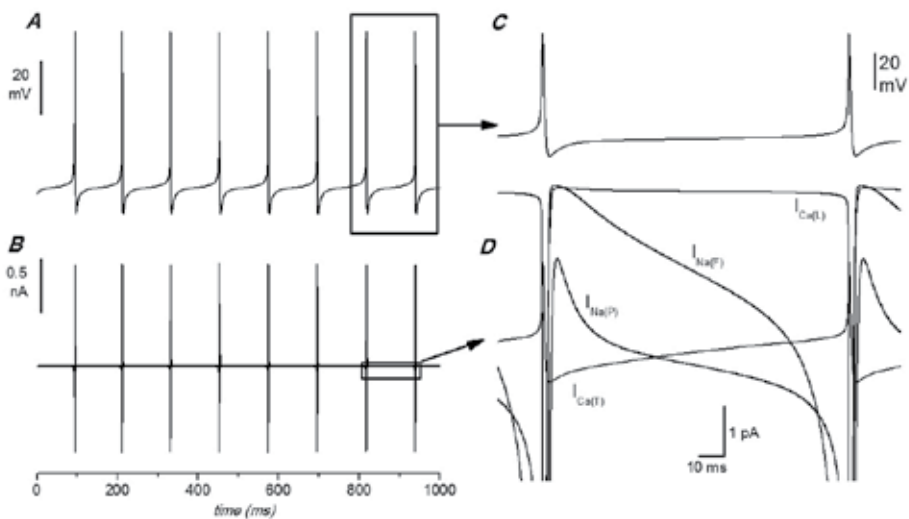 A
20
mV
B
0.5
nA
0 200 400 600 800 1000
time (ms)
C
20
mV
D
I Ca(L)
I Na(F)
I Na(P)
I Ca(T)
1 pA
10 ms